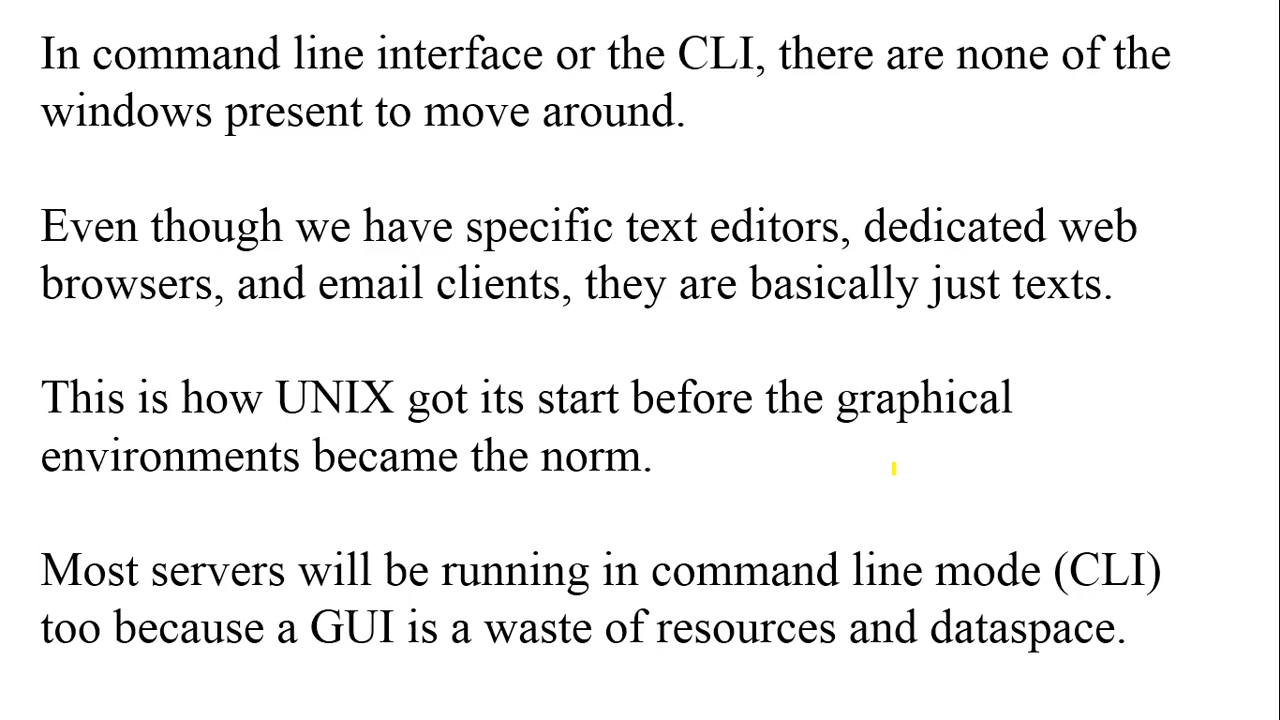 In command line interface or the CLI, there are none of the
windows present to move around.
Even though we have specific text editors, dedicated web
browsers, and email clients, they are basically just texts.
This is how UNIX got its start before the graphical
environments became the norm.
Most servers will be running in command line mode (CLI)
too because a GUI is a waste of resources and dataspace.